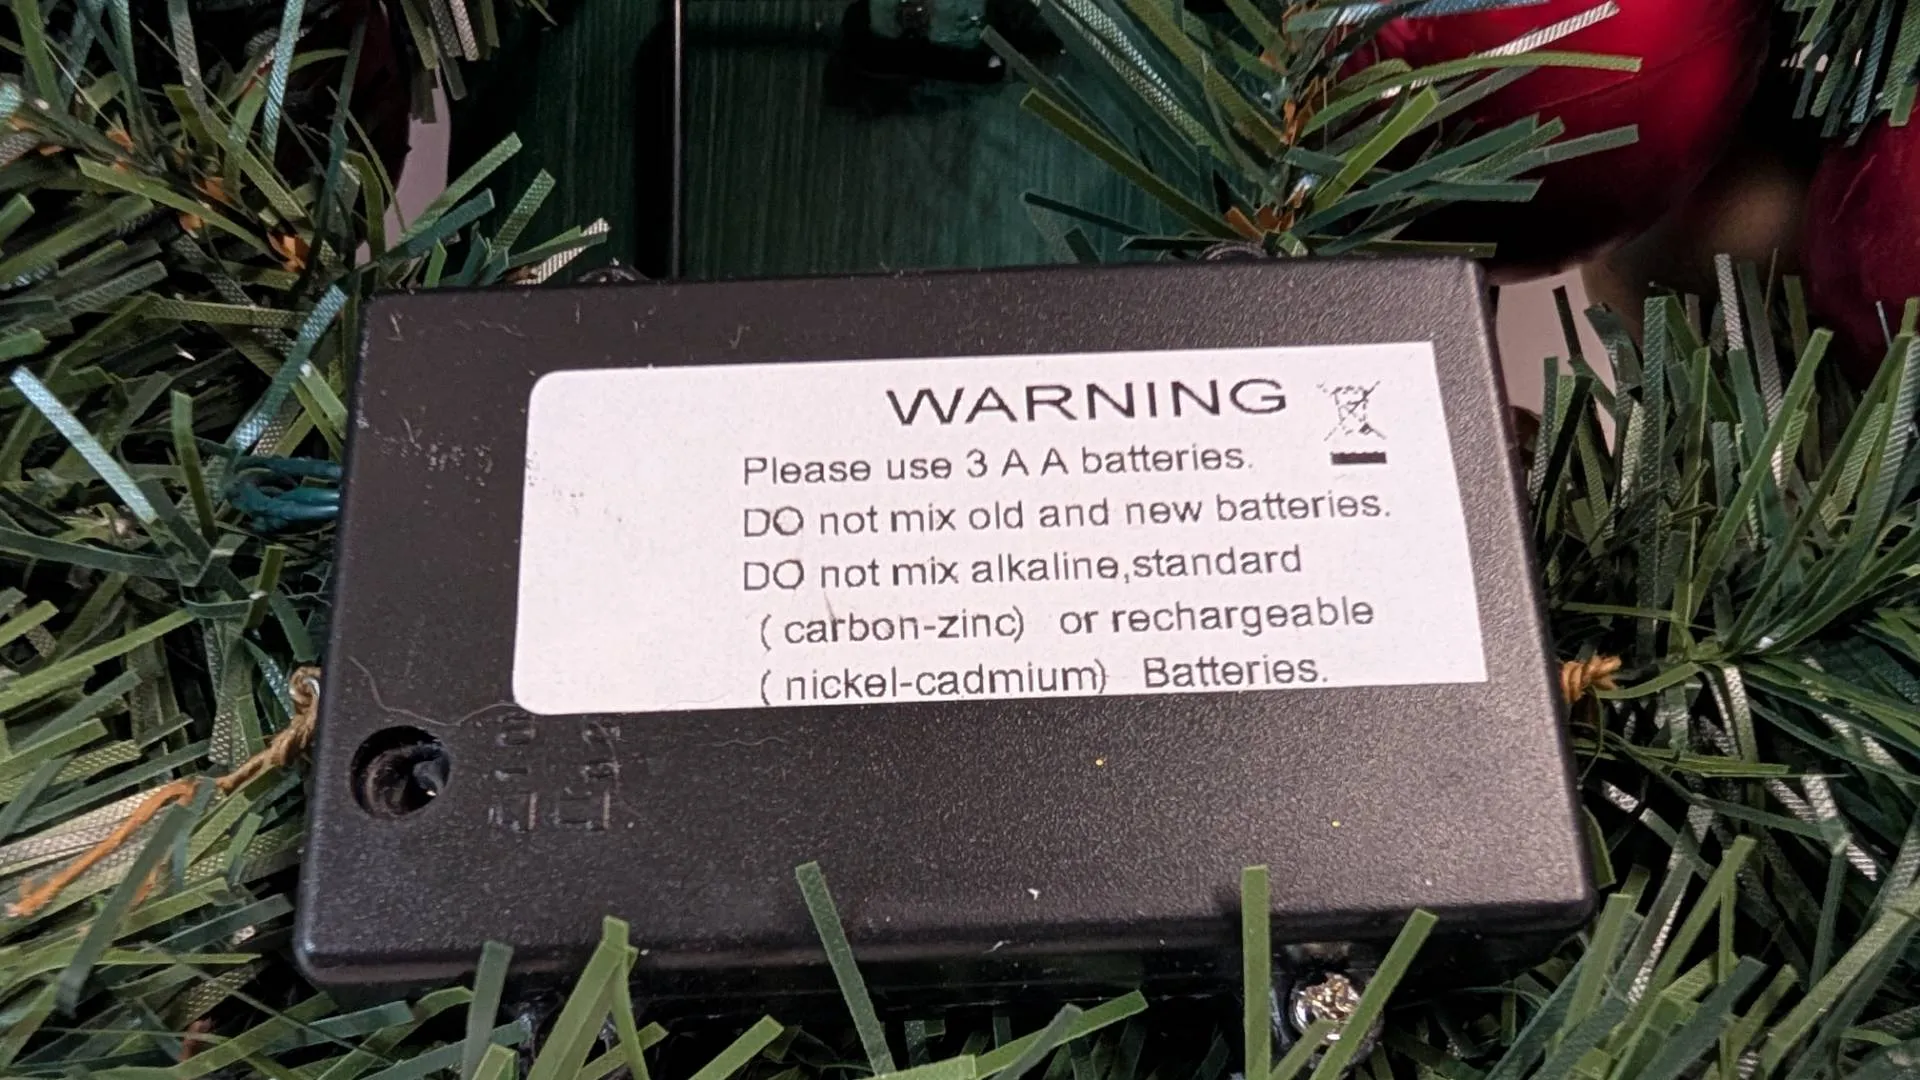 WARNING
Please use 3 A A batteries.
DO not mix old and new batteries.
DO not mix alkaline,standard
( carbon-zinc) or rechargeable
( nickel-cadmium) Batteries.